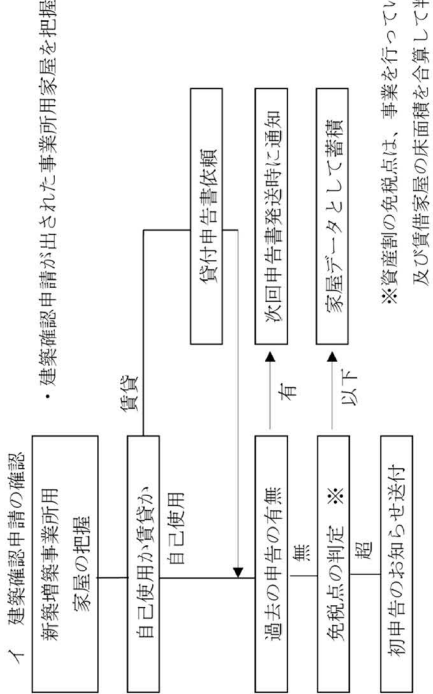 イ　建築確認申請の確認
新築増築事業所用
家屋の把握
・建築確認申請が出された事業所用家屋を把握
自己使用か賃貸か
賃貸
自己使用
貸付申告書依頼
過去の申告の有無
有
次回申告書発送時に通知
無
免税点の判定　※
以下
家屋データとして蓄積
超
初申告のお知らせ送付
※資産割の免税点は、事業を行ってい
及び賃借家屋の床面積を合算して判